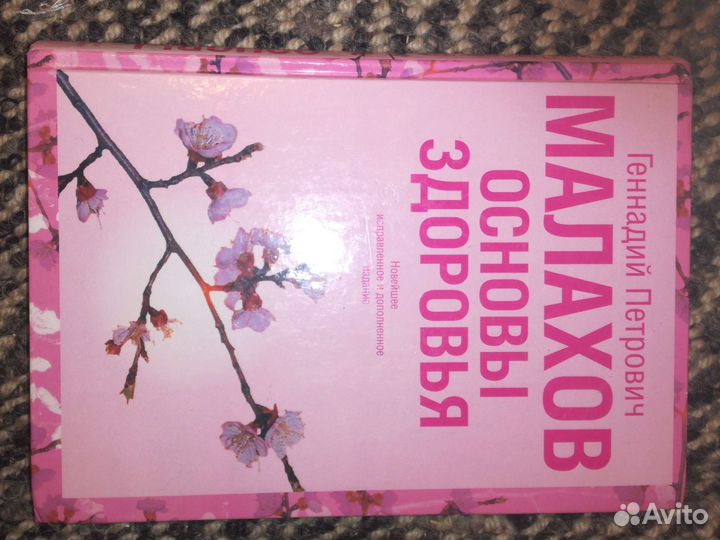 Геннадий Петрович
МАЛАХОВ
ОСНОВЫ
ЗДОРОВЬЯ
Новейшее
исправленное и дополненное
издание
Avito